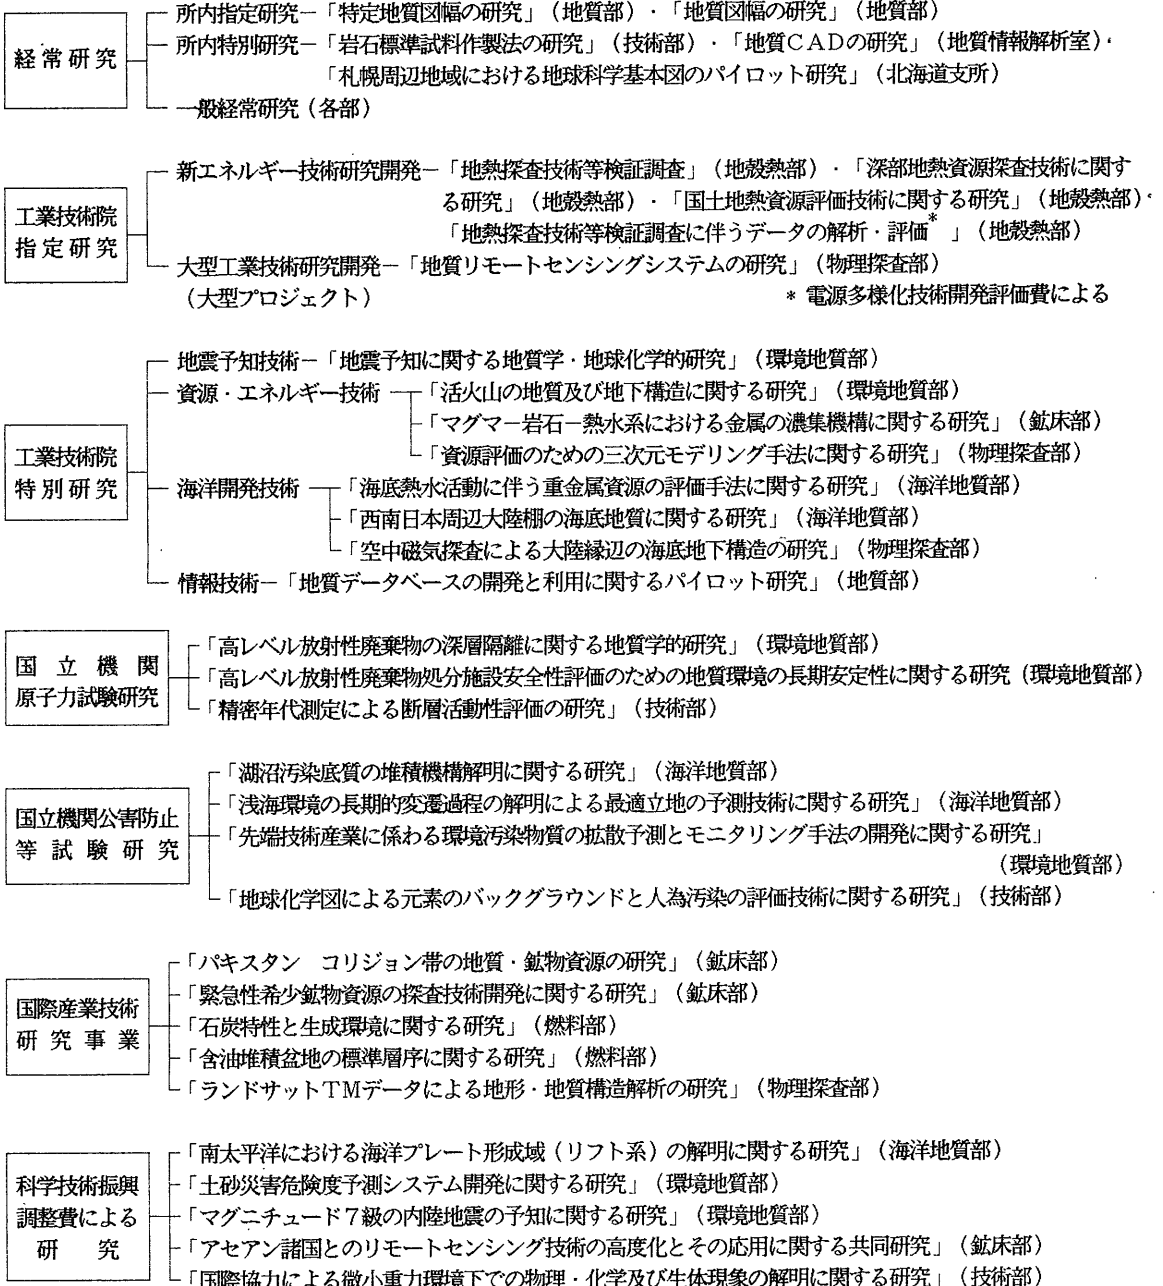 経常研究
所内指定研究－「特定地質図幅の研究」（地質部）・「地質図幅の研究」（地質部）
所内特別研究－「岩石標準試料作製法の研究」（技術部）・「地質ＣＡＤの研究」（地質情報解析室）・
「札幌周辺地域における地球科学基本図のパイロット研究」（北海道支所）
一般経常研究（各部）
工業技術院
指定研究
新エネルギー技術研究開発－「地熱探査技術等検証調査」（地殻熱部）・「深部地熱資源探査技術に関す
る研究」（地殻熱部）・「国土地熱資源評価技術に関する研究」（地殻熱部）・
「地熱探査技術等検証調査に伴うデータの解析・評価*」（地殻熱部）
大型工業技術研究開発－「地質リモートセンシングシステムの研究」（物理探査部）
（大型プロジェクト）
* 電源多様化技術開発評価費による
工業技術院
特別研究
地震予知技術－「地震予知に関する地質学・地球化学的研究」（環境地質部）
資源・エネルギー技術
「活火山の地質及び地下構造に関する研究」（環境地質部）
「マグマ－岩石－熱水系における金属の濃集機構に関する研究」（鉱床部）
「資源評価のための三次元モデリング手法に関する研究」（物理探査部）
海洋開発技術
「海底熱水活動に伴う重金属資源の評価手法に関する研究」（海洋地質部）
「西南日本周辺大陸棚の海底地質に関する研究」（海洋地質部）
「空中磁気探査による大陸縁辺の海底地下構造の研究」（物理探査部）
情報技術－「地質データベースの開発と利用に関するパイロット研究」（地質部）
国立機関
原子力試験研究
「高レベル放射性廃棄物の深層隔離に関する地質学的研究」（環境地質部）
「高レベル放射性廃棄物処分施設安全性評価のための地質環境の長期安定性に関する研究（環境地質部）
「精密年代測定による断層活動性評価の研究」（技術部）
国立機関公害防止
等試験研究
「湖沼汚染底質の堆積機構解明に関する研究」（海洋地質部）
「浅海環境の長期的変遷過程の解明による最適立地の予測技術に関する研究」（海洋地質部）
「先端技術産業に係わる環境汚染物質の拡散予測とモニタリング手法の開発に関する研究」
（環境地質部）
「地球化学図による元素のバックグラウンドと人為汚染の評価技術に関する研究」（技術部）
国際産業技術
研究事業
「パキスタン　コリジョン帯の地質・鉱物資源の研究」（鉱床部）
「緊急性希少鉱物資源の探査技術開発に関する研究」（鉱床部）
「石炭特性と生成環境に関する研究」（燃料部）
「含油堆積盆地の標準層序に関する研究」（燃料部）
「ランドサットＴＭデータによる地形・地質構造解析の研究」（物理探査部）
科学技術振興
調整費による
研究
「南太平洋における海洋プレート形成域（リフト系）の解明に関する研究」（海洋地質部）
「土砂災害危険度予測システム開発に関する研究」（環境地質部）
「マグニチュード７級の内陸地震の予知に関する研究」（環境地質部）
「アセアン諸国とのリモートセンシング技術の高度化とその応用に関する共同研究」（鉱床部）
「国際協力による微小重力環境下での物理・化学及び生体現象の解明に関する研究」（技術部）